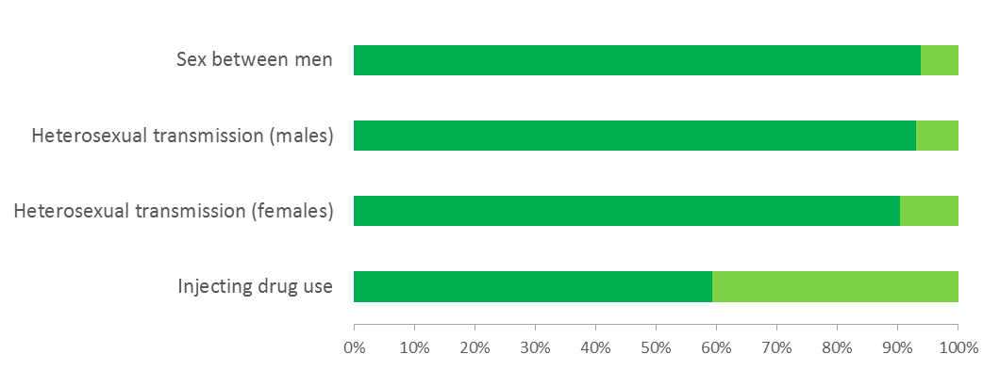 Sex between men
Heterosexual transmission (males)
Heterosexual transmission (females)
Injecting drug use
0% 10% 20% 30% 40% 50% 60% 70% 80% 90% 100%